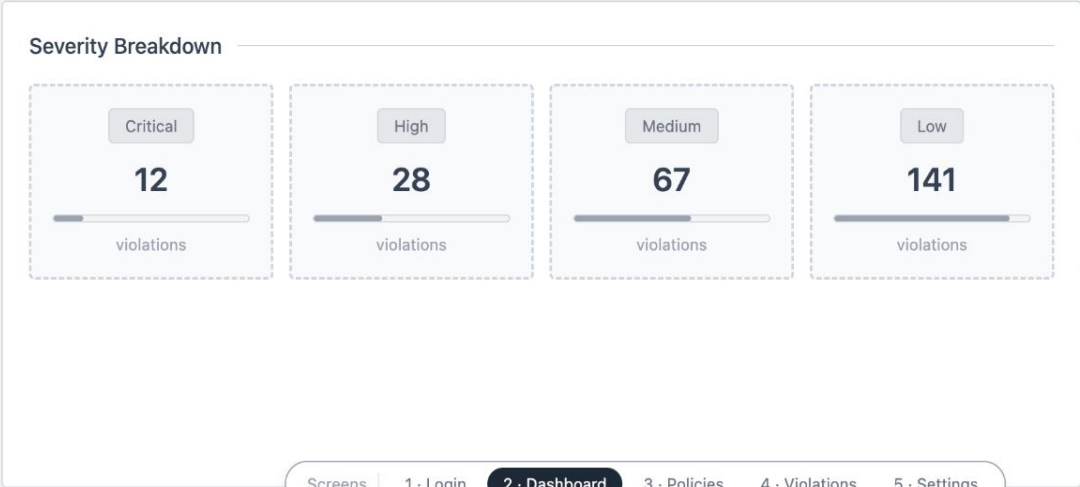 Severity Breakdown
Critical High Medium Low
12 28 67 141
violations violations violations violations
Screens 1 · Login 2 · Dashboard 3 · Policies 4 · Violations 5 · Settings